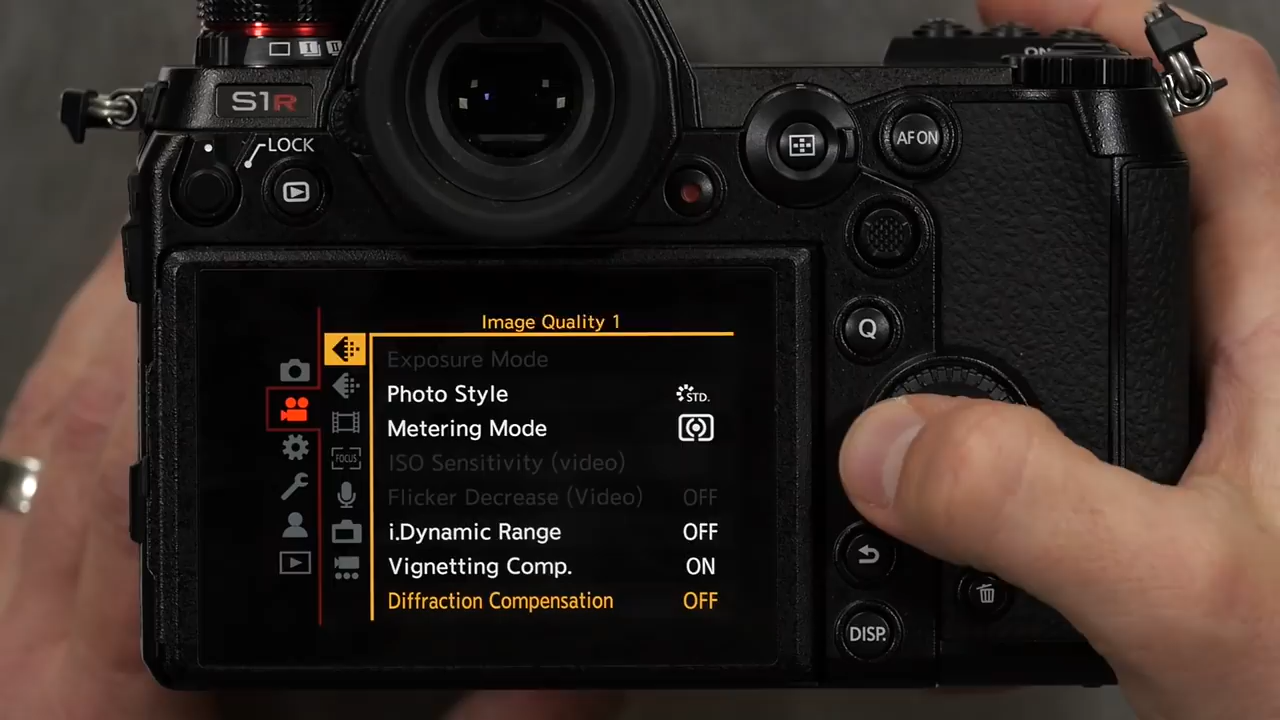 ON
S1R
LOCK
AF ON
Q
Image Quality 1
Exposure Mode
Photo Style STD.
Metering Mode
ISO Sensitivity (video)
FOCUS
Flicker Decrease (Video) OFF
i.Dynamic Range OFF
Vignetting Comp. ON
Diffraction Compensation OFF
DISP.